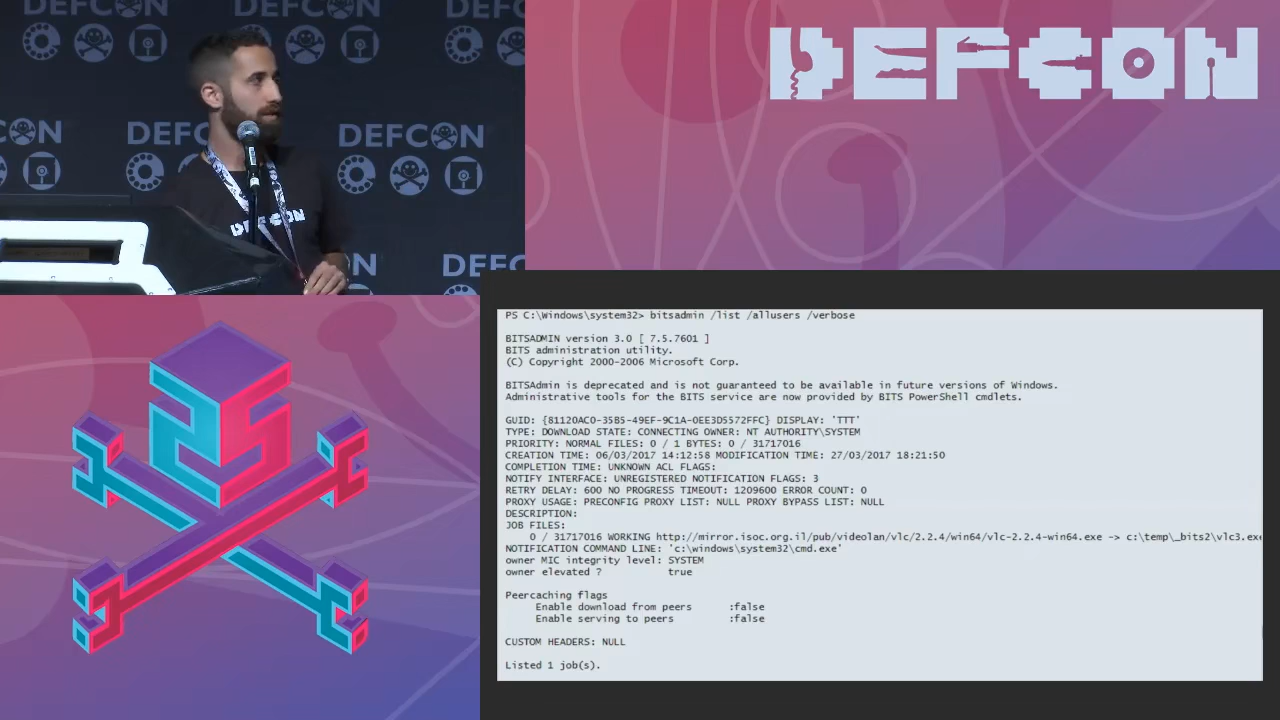 DEFCON
DEFCON
DEFCON
DEFCON
DEFCON
PS C:\Windows\system32> bitsadmin /list /allusers /verbose
BITSADMIN version 3.0 [ 7.5.7601 ]
BITS administration utility.
(C) Copyright 2000-2006 Microsoft Corp.
BITSAdmin is deprecated and is not guaranteed to be available in future versions of Windows.
Administrative tools for the BITS service are now provided by BITS PowerShell cmdlets.
GUID: {81120AC0-35B5-49EF-9C1A-0EE3D5572FFC} DISPLAY: 'TTT'
TYPE: DOWNLOAD STATE: CONNECTING OWNER: NT AUTHORITY\SYSTEM
PRIORITY: NORMAL FILES: 0 / 1 BYTES: 0 / 31717016
CREATION TIME: 06/03/2017 14:12:58 MODIFICATION TIME: 27/03/2017 18:21:50
COMPLETION TIME: UNKNOWN ACL FLAGS:
NOTIFY INTERFACE: UNREGISTERED NOTIFICATION FLAGS: 3
RETRY DELAY: 600 NO PROGRESS TIMEOUT: 1209600 ERROR COUNT: 0
PROXY USAGE: PRECONFIG PROXY LIST: NULL PROXY BYPASS LIST: NULL
DESCRIPTION:
JOB FILES:
0 / 31717016 WORKING http://mirror.isoc.org.il/pub/videolan/vlc/2.2.4/win64/vlc-2.2.4-win64.exe -> c:\temp\_bits2\vlc3.exe
NOTIFICATION COMMAND LINE: 'c:\windows\system32\cmd.exe'
owner MIC integrity level: SYSTEM
owner elevated ? true
Peercaching flags
Enable download from peers :false
Enable serving to peers :false
CUSTOM HEADERS: NULL
Listed 1 job(s).